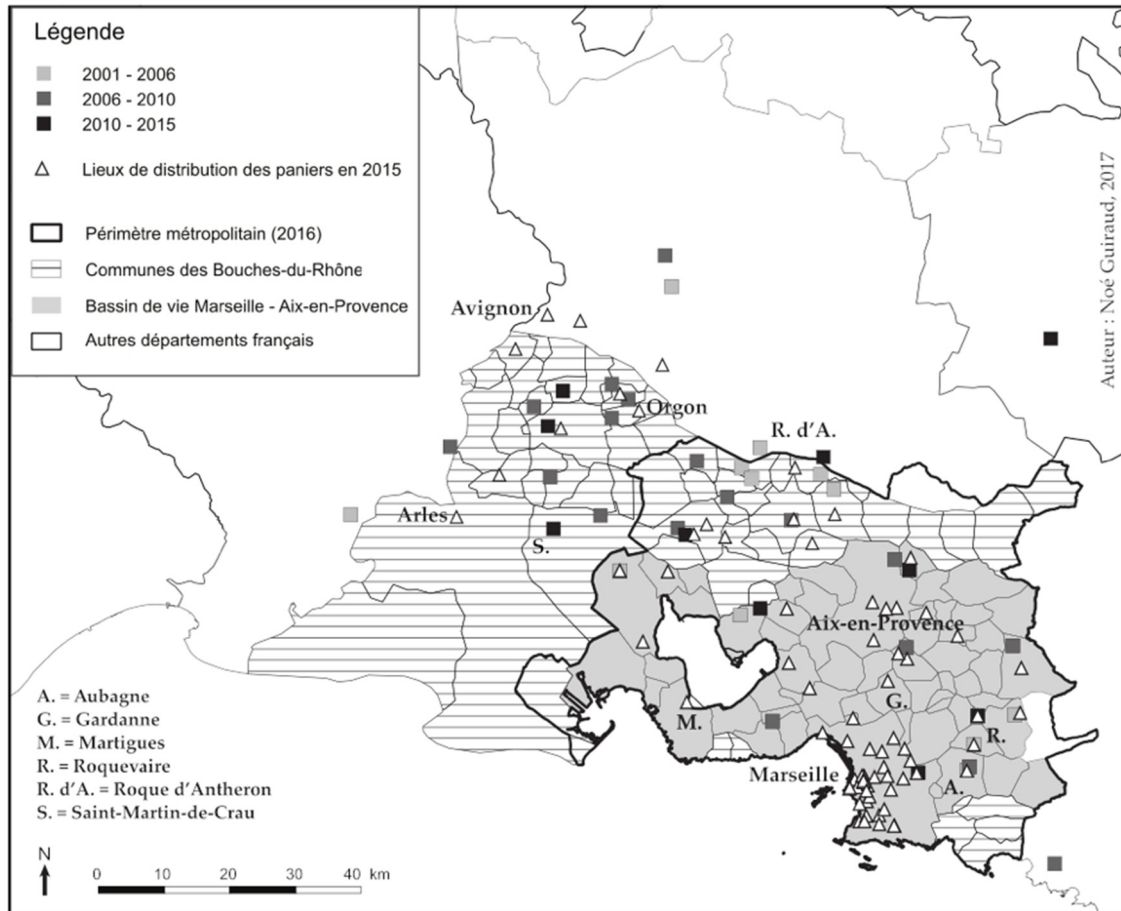 Légende
2001 - 2006
2006 - 2010
2010 - 2015
Lieux de distribution des paniers en 2015
Périmètre métropolitain (2016)
Communes des Bouches-du-Rhône
Bassin de vie Marseille - Aix-en-Provence
Autres départements français
Auteur : Noé Guiraud, 2017
Avignon
Orgon
R. d'A.
Arles
S.
Aix-en-Provence
G.
M.
R.
Marseille
A.
A. = Aubagne
G. = Gardanne
M. = Martigues
R. = Roquevaire
R. d'A. = Roque d'Antheron
S. = Saint-Martin-de-Crau
N
0 10 20 30 40 km